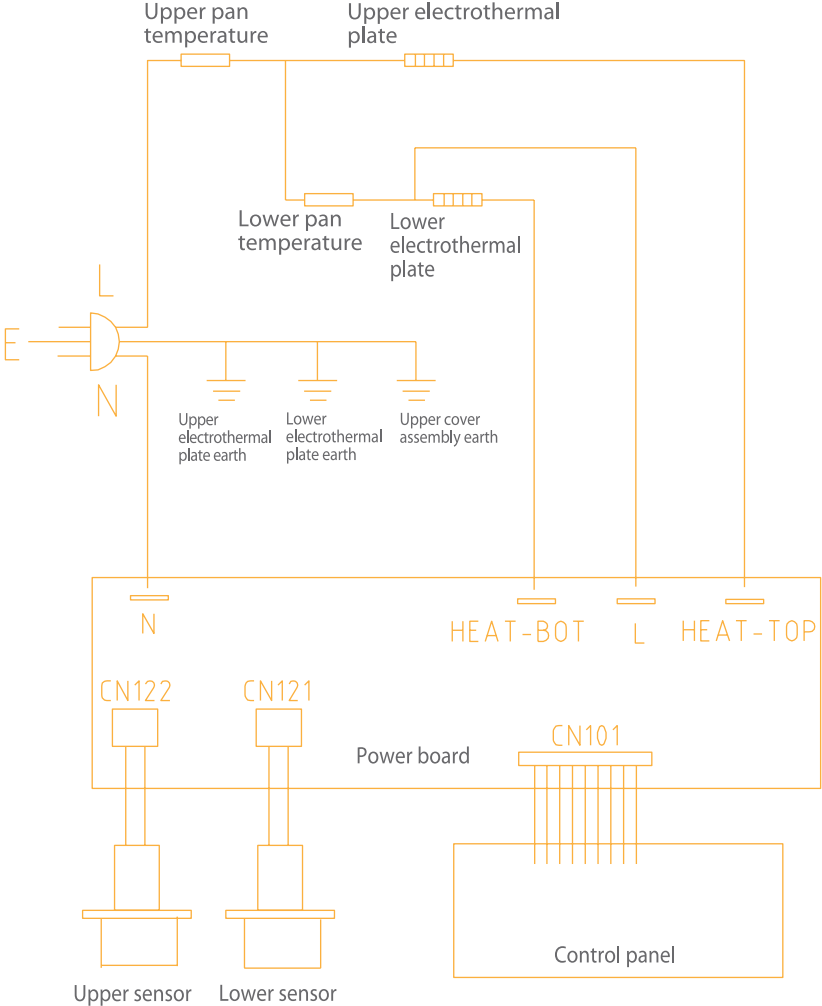 Upper pan
temperature
Upper electrothermal
plate
Lower pan
temperature
Lower
electrothermal
plate
L
E
N
Upper
electrothermal
plate earth
Lower
electrothermal
plate earth
Upper cover
assembly earth
N
HEAT-BOT
L
HEAT-TOP
CN122
CN121
CN101
Power board
Control panel
Upper sensor
Lower sensor